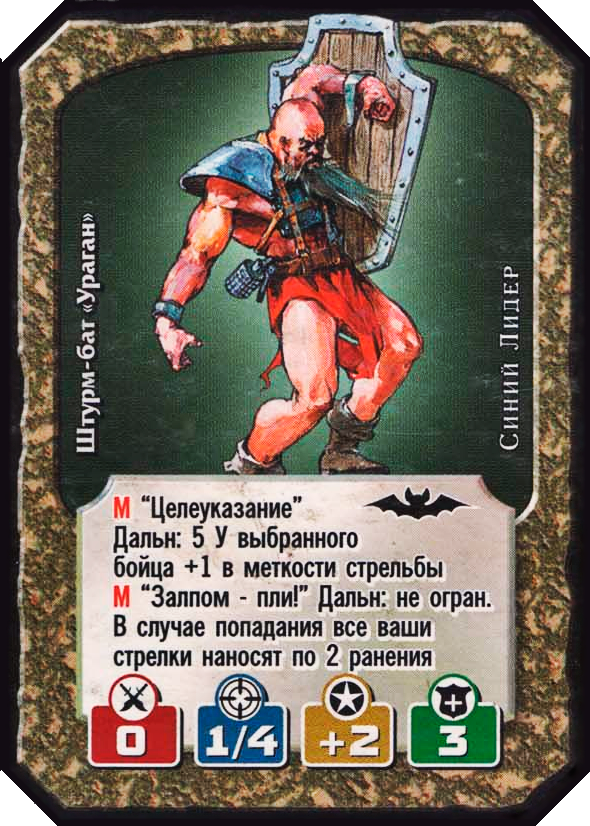 Штурм-бат «Ураган»
Синий Лидер
М “Целеуказание”
Дальн: 5 У выбранного
бойца +1 в меткости стрельбы
М “Залпом - пли!” Дальн: не огран.
В случае попадания все ваши
стрелки наносят по 2 ранения
0 1/4 +2 3